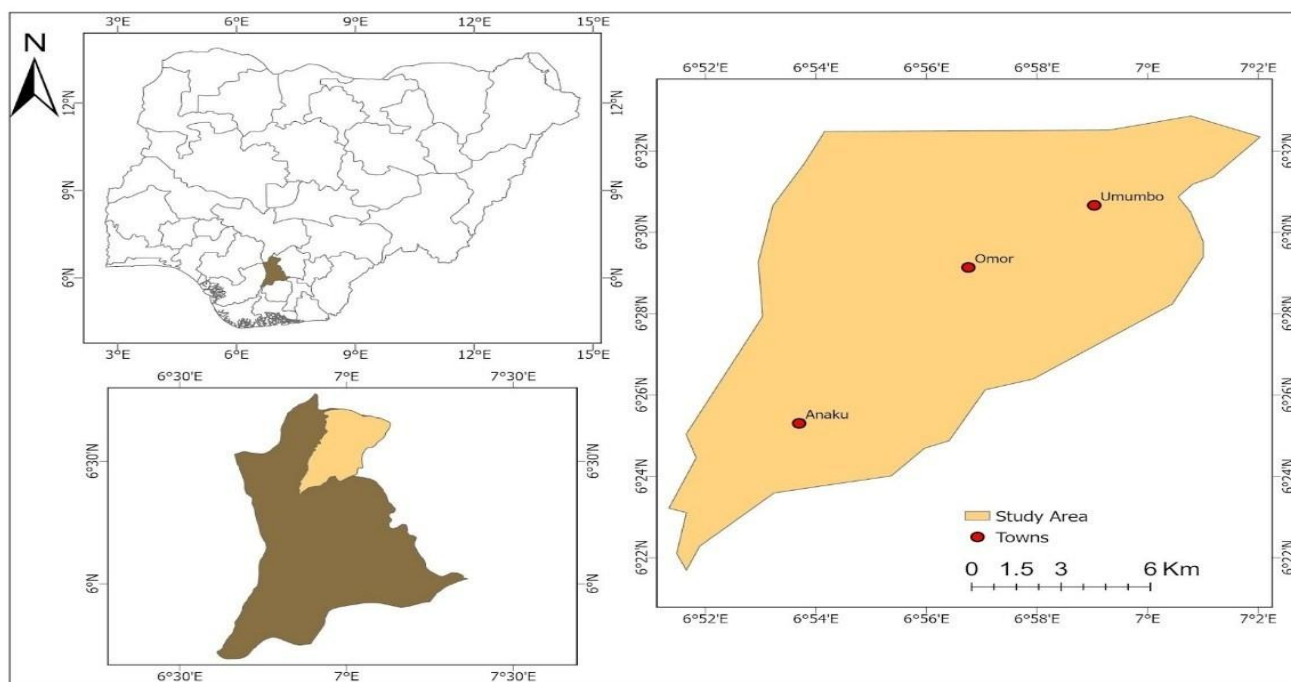 N
3°E 6°E 9°E 12°E 15°E
12°N
9°N
6°N
12°N
9°N
6°N
3°E 6°E 9°E 12°E 15°E
6°30'E 7°E 7°30'E
6°30'N
6°N
6°30'N
6°N
6°30'E 7°E 7°30'E
6°52'E 6°54'E 6°56'E 6°58'E 7°E 7°2'E
6°32'N
6°30'N
6°28'N
6°26'N
6°24'N
6°22'N
Umumbo
Omor
Anaku
6°32'N
6°30'N
6°28'N
6°26'N
6°24'N
6°22'N
Study Area
Towns
0 1.5 3 6 Km
6°52'E 6°54'E 6°56'E 6°58'E 7°E 7°2'E